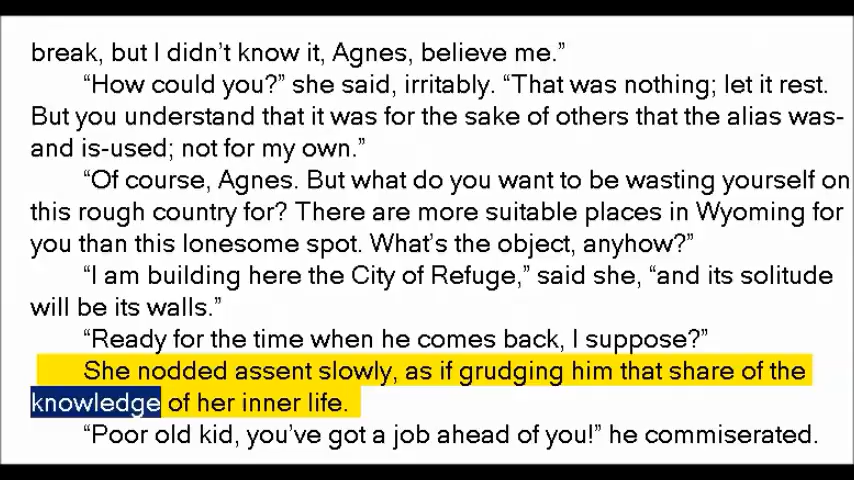 break, but I didn’t know it, Agnes, believe me.”
“How could you?” she said, irritably. “That was nothing; let it rest.
But you understand that it was for the sake of others that the alias was-
and is-used; not for my own.”
“Of course, Agnes. But what do you want to be wasting yourself on
this rough country for? There are more suitable places in Wyoming for
you than this lonesome spot. What’s the object, anyhow?”
“I am building here the City of Refuge,” said she, “and its solitude
will be its walls.”
“Ready for the time when he comes back, I suppose?”
She nodded assent slowly, as if grudging him that share of the
knowledge of her inner life.
“Poor old kid, you’ve got a job ahead of you!” he commiserated.